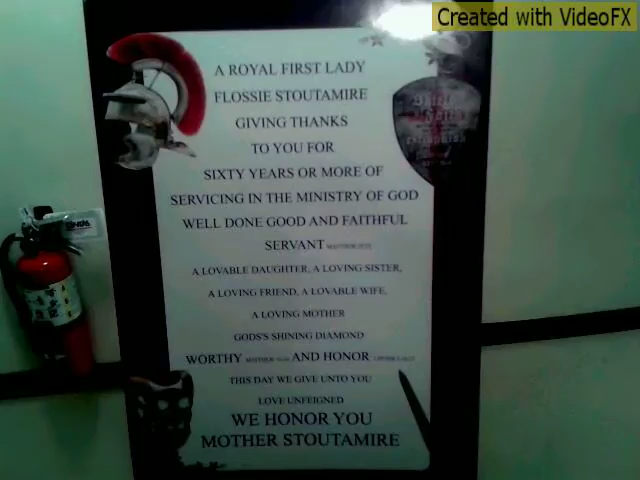 Created with VideoFX
A ROYAL FIRST LADY
FLOSSIE STOUTAMIRE
GIVING THANKS
TO YOU FOR
SIXTY YEARS OR MORE OF
SERVICING IN THE MINISTRY OF GOD
WELL DONE GOOD AND FAITHFUL
SERVANT
A LOVABLE DAUGHTER, A LOVING SISTER,
A LOVING FRIEND, A LOVABLE WIFE,
A LOVING MOTHER
GODS'S SHINING DIAMOND
WORTHY AND HONOR
THIS DAY WE GIVE UNTO YOU
LOVE UNFEIGNED
WE HONOR YOU
MOTHER STOUTAMIRE